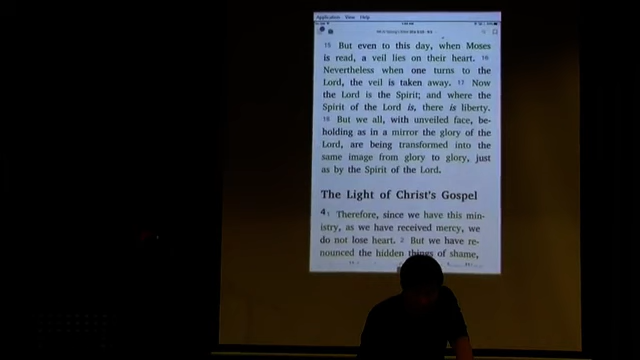 Application View Help
15 But even to this day, when Moses
is read, a veil lies on their heart. 16
Nevertheless when one turns to the
Lord, the veil is taken away. 17 Now
the Lord is the Spirit; and where the
Spirit of the Lord is, there is liberty.
18 But we all, with unveiled face, be-
holding as in a mirror the glory of the
Lord, are being transformed into the
same image from glory to glory, just
as by the Spirit of the Lord.
The Light of Christ's Gospel
4 1 Therefore, since we have this min-
istry, as we have received mercy, we
do not lose heart. 2 But we have re-
nounced the hidden things of shame,